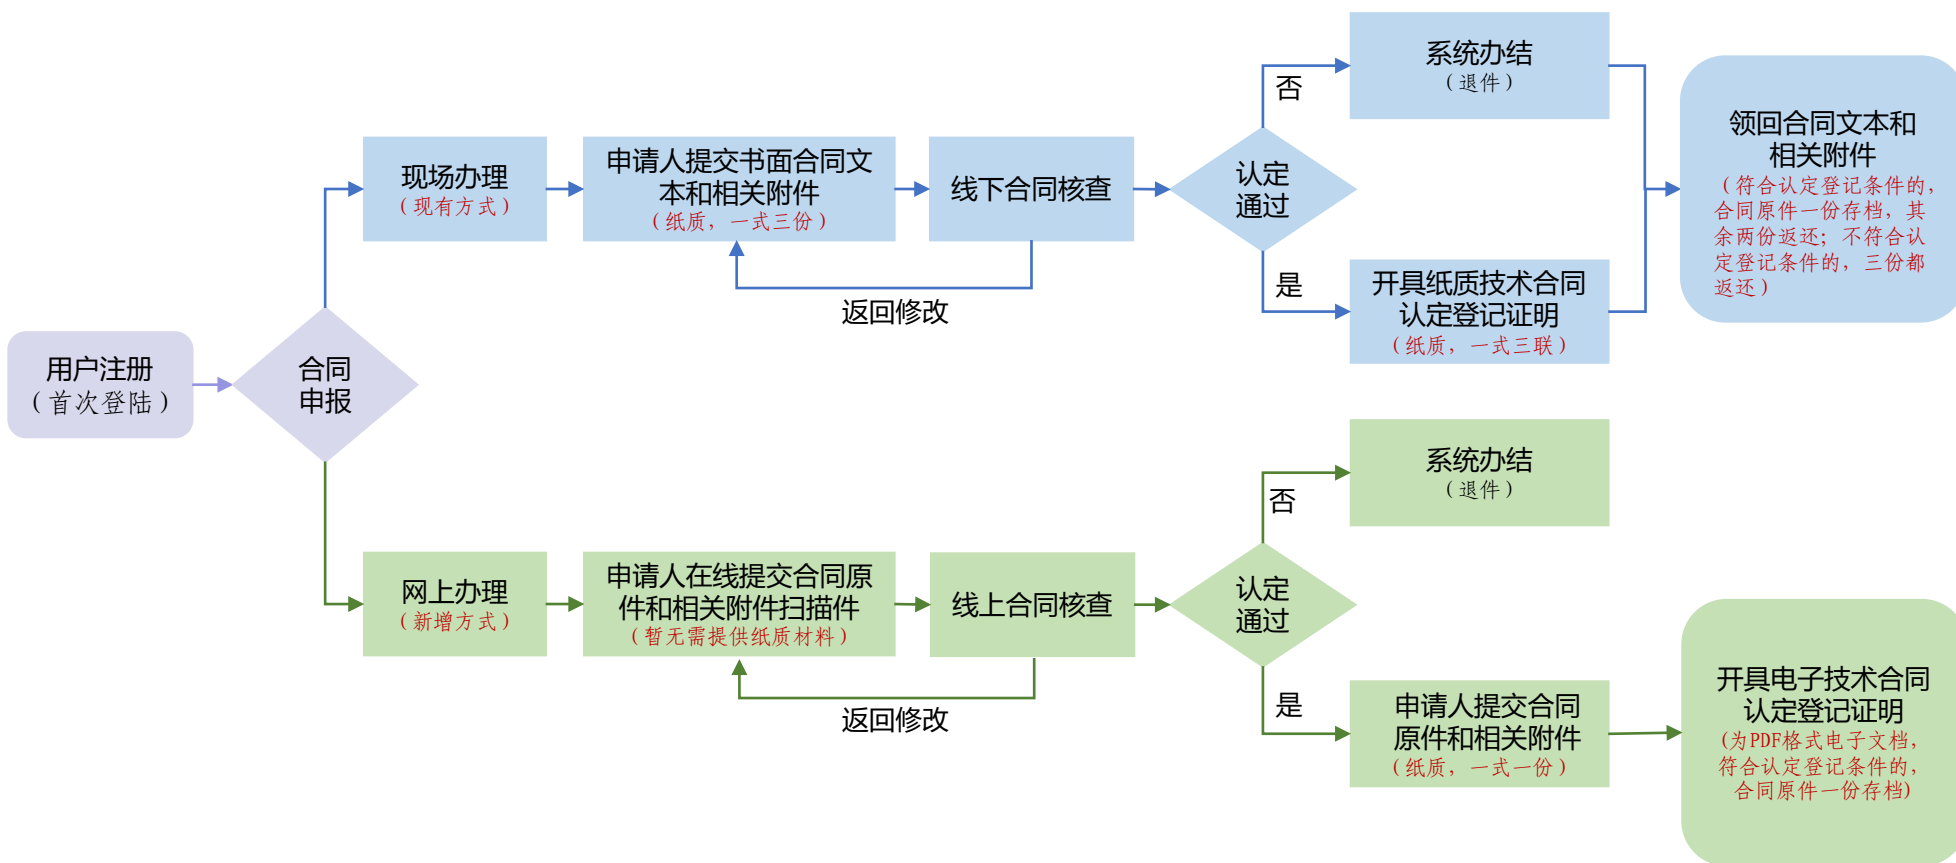 用户注册
（首次登陆）
合同
申报
现场办理
（现有方式）
申请人提交书面合同文
本和相关附件
（纸质，一式三份）
线下合同核查
返回修改
认定
通过
否
系统办结
（退件）
是
开具纸质技术合同
认定登记证明
（纸质，一式三联）
领回合同文本和
相关附件
（符合认定登记条件的，
合同原件一份存档，其
余两份返还；不符合认
定登记条件的，三份都
返还）
网上办理
（新增方式）
申请人在线提交合同原
件和相关附件扫描件
（暂无需提供纸质材料）
线上合同核查
返回修改
认定
通过
否
系统办结
（退件）
是
申请人提交合同
原件和相关附件
（纸质，一式一份）
开具电子技术合同
认定登记证明
(为PDF格式电子文档，
符合认定登记条件的，
合同原件一份存档)